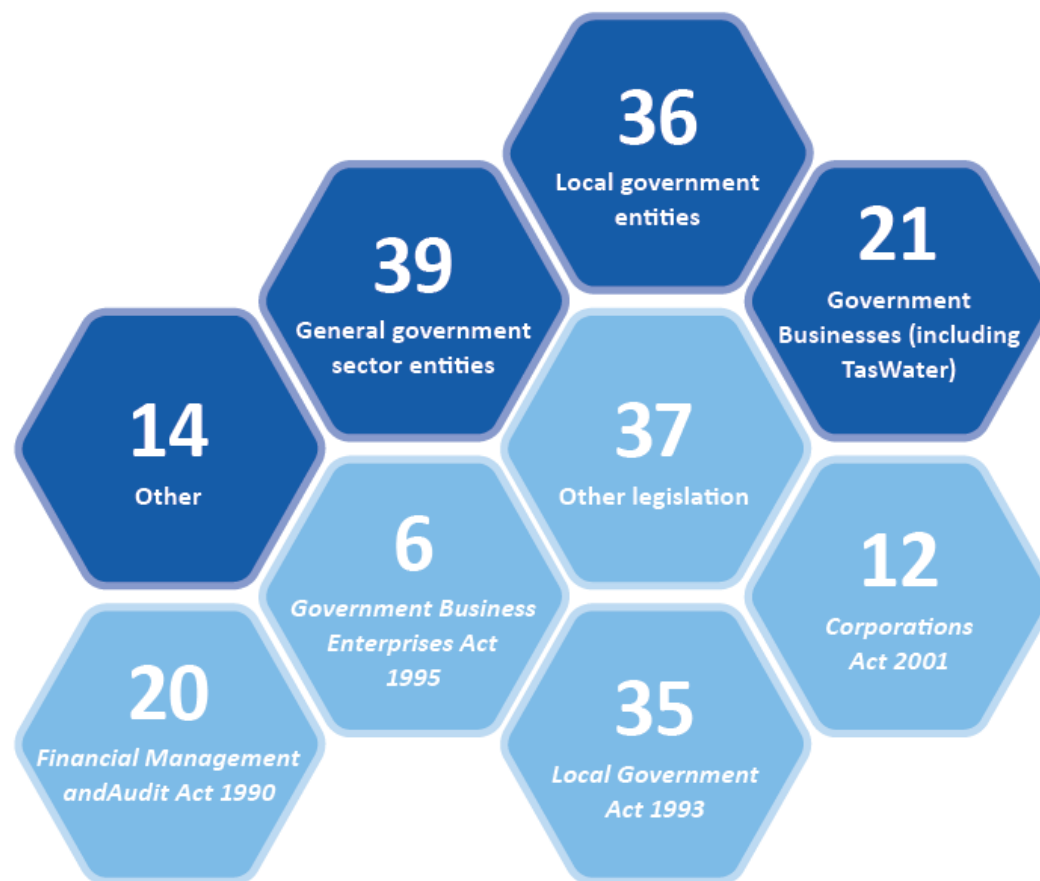 36
Local government
entities
39
General government
sector entities
21
Government
Businesses (including
TasWater)
14
Other
37
Other legislation
6
Government Business
Enterprises Act
1995
12
Corporations
Act 2001
20
Financial Management
andAudit Act 1990
35
Local Government
Act 1993